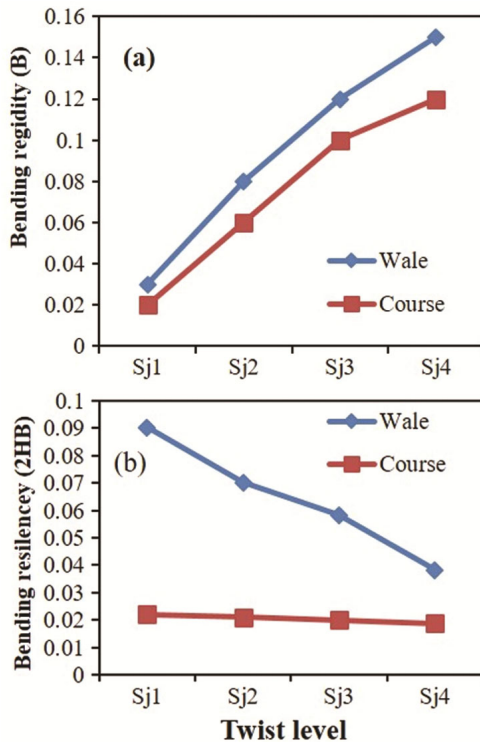 Bending regidity (B)
0.16
0.14
0.12
0.1
0.08
0.06
0.04
0.02
0
(a)
Wale
Course
Sj1 Sj2 Sj3 Sj4
Bending resilencey (2HB)
0.1
0.09
0.08
0.07
0.06
0.05
0.04
0.03
0.02
0.01
0
(b)
Wale
Course
Sj1 Sj2 Sj3 Sj4
Twist level